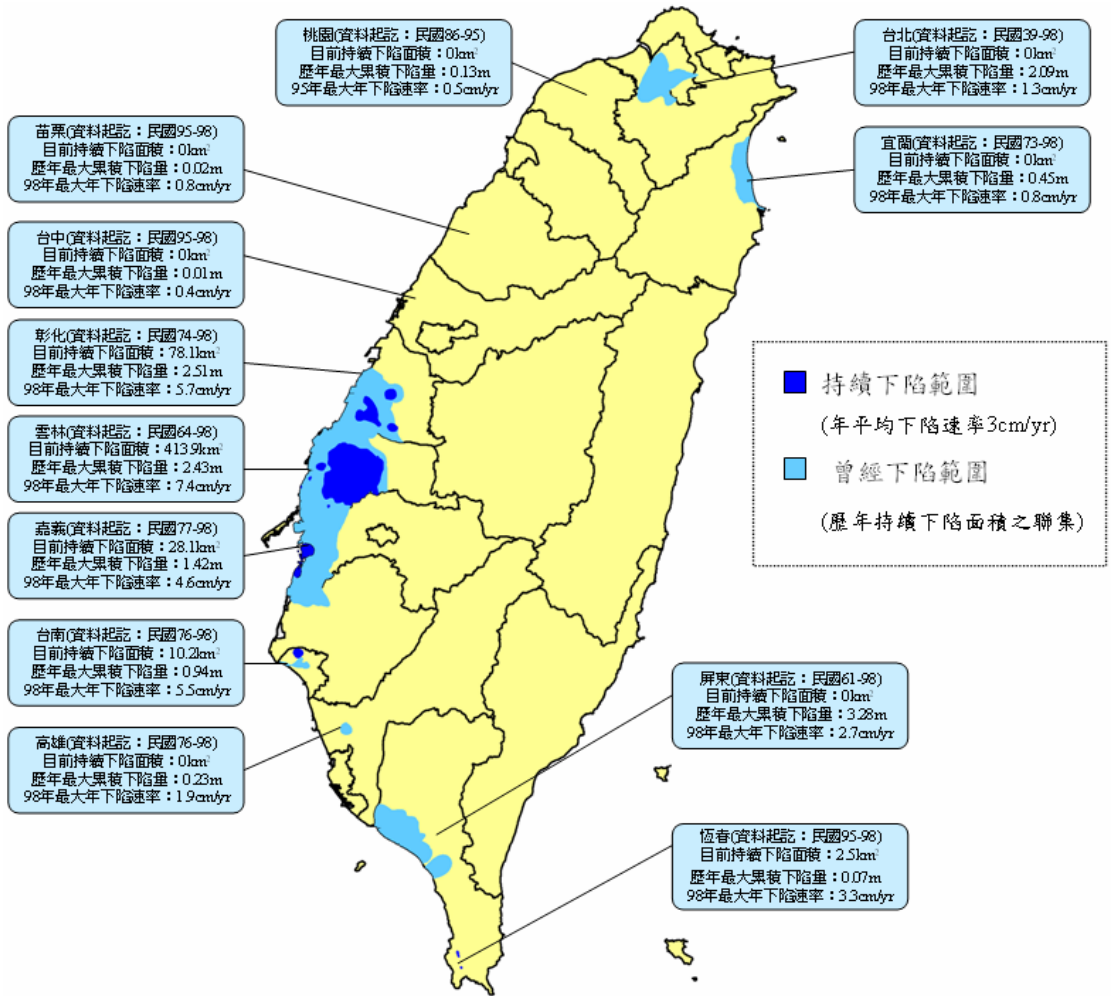 桃園(資料起訖：民國86-95)
目前持續下陷面積：0km²
歷年最大累積下陷量：0.13m
95年最大年下陷速率：0.5cm/yr
台北(資料起訖：民國39-98)
目前持續下陷面積：0km²
歷年最大累積下陷量：2.09m
98年最大年下陷速率：1.3cm/yr
苗栗(資料起訖：民國95-98)
目前持續下陷面積：0km²
歷年最大累積下陷量：0.02m
98年最大年下陷速率：0.8cm/yr
宜蘭(資料起訖：民國73-98)
目前持續下陷面積：0km²
歷年最大累積下陷量：0.45m
98年最大年下陷速率：0.8cm/yr
台中(資料起訖：民國95-98)
目前持續下陷面積：0km²
歷年最大累積下陷量：0.01m
98年最大年下陷速率：0.4cm/yr
彰化(資料起訖：民國74-98)
目前持續下陷面積：78.1km²
歷年最大累積下陷量：2.51m
98年最大年下陷速率：5.7cm/yr
雲林(資料起訖：民國64-98)
目前持續下陷面積：413.9km²
歷年最大累積下陷量：2.43m
98年最大年下陷速率：7.4cm/yr
嘉義(資料起訖：民國77-98)
目前持續下陷面積：28.1km²
歷年最大累積下陷量：1.42m
98年最大年下陷速率：4.6cm/yr
台南(資料起訖：民國76-98)
目前持續下陷面積：10.2km²
歷年最大累積下陷量：0.94m
98年最大年下陷速率：5.5cm/yr
高雄(資料起訖：民國76-98)
目前持續下陷面積：0km²
歷年最大累積下陷量：0.23m
98年最大年下陷速率：1.9cm/yr
持續下陷範圍
(年平均下陷速率3cm/yr)
曾經下陷範圍
(歷年持續下陷面積之聯集)
屏東(資料起訖：民國61-98)
目前持續下陷面積：0km²
歷年最大累積下陷量：3.28m
98年最大年下陷速率：2.7cm/yr
恆春(資料起訖：民國95-98)
目前持續下陷面積：2.5km²
歷年最大累積下陷量：0.07m
98年最大年下陷速率：3.3cm/yr